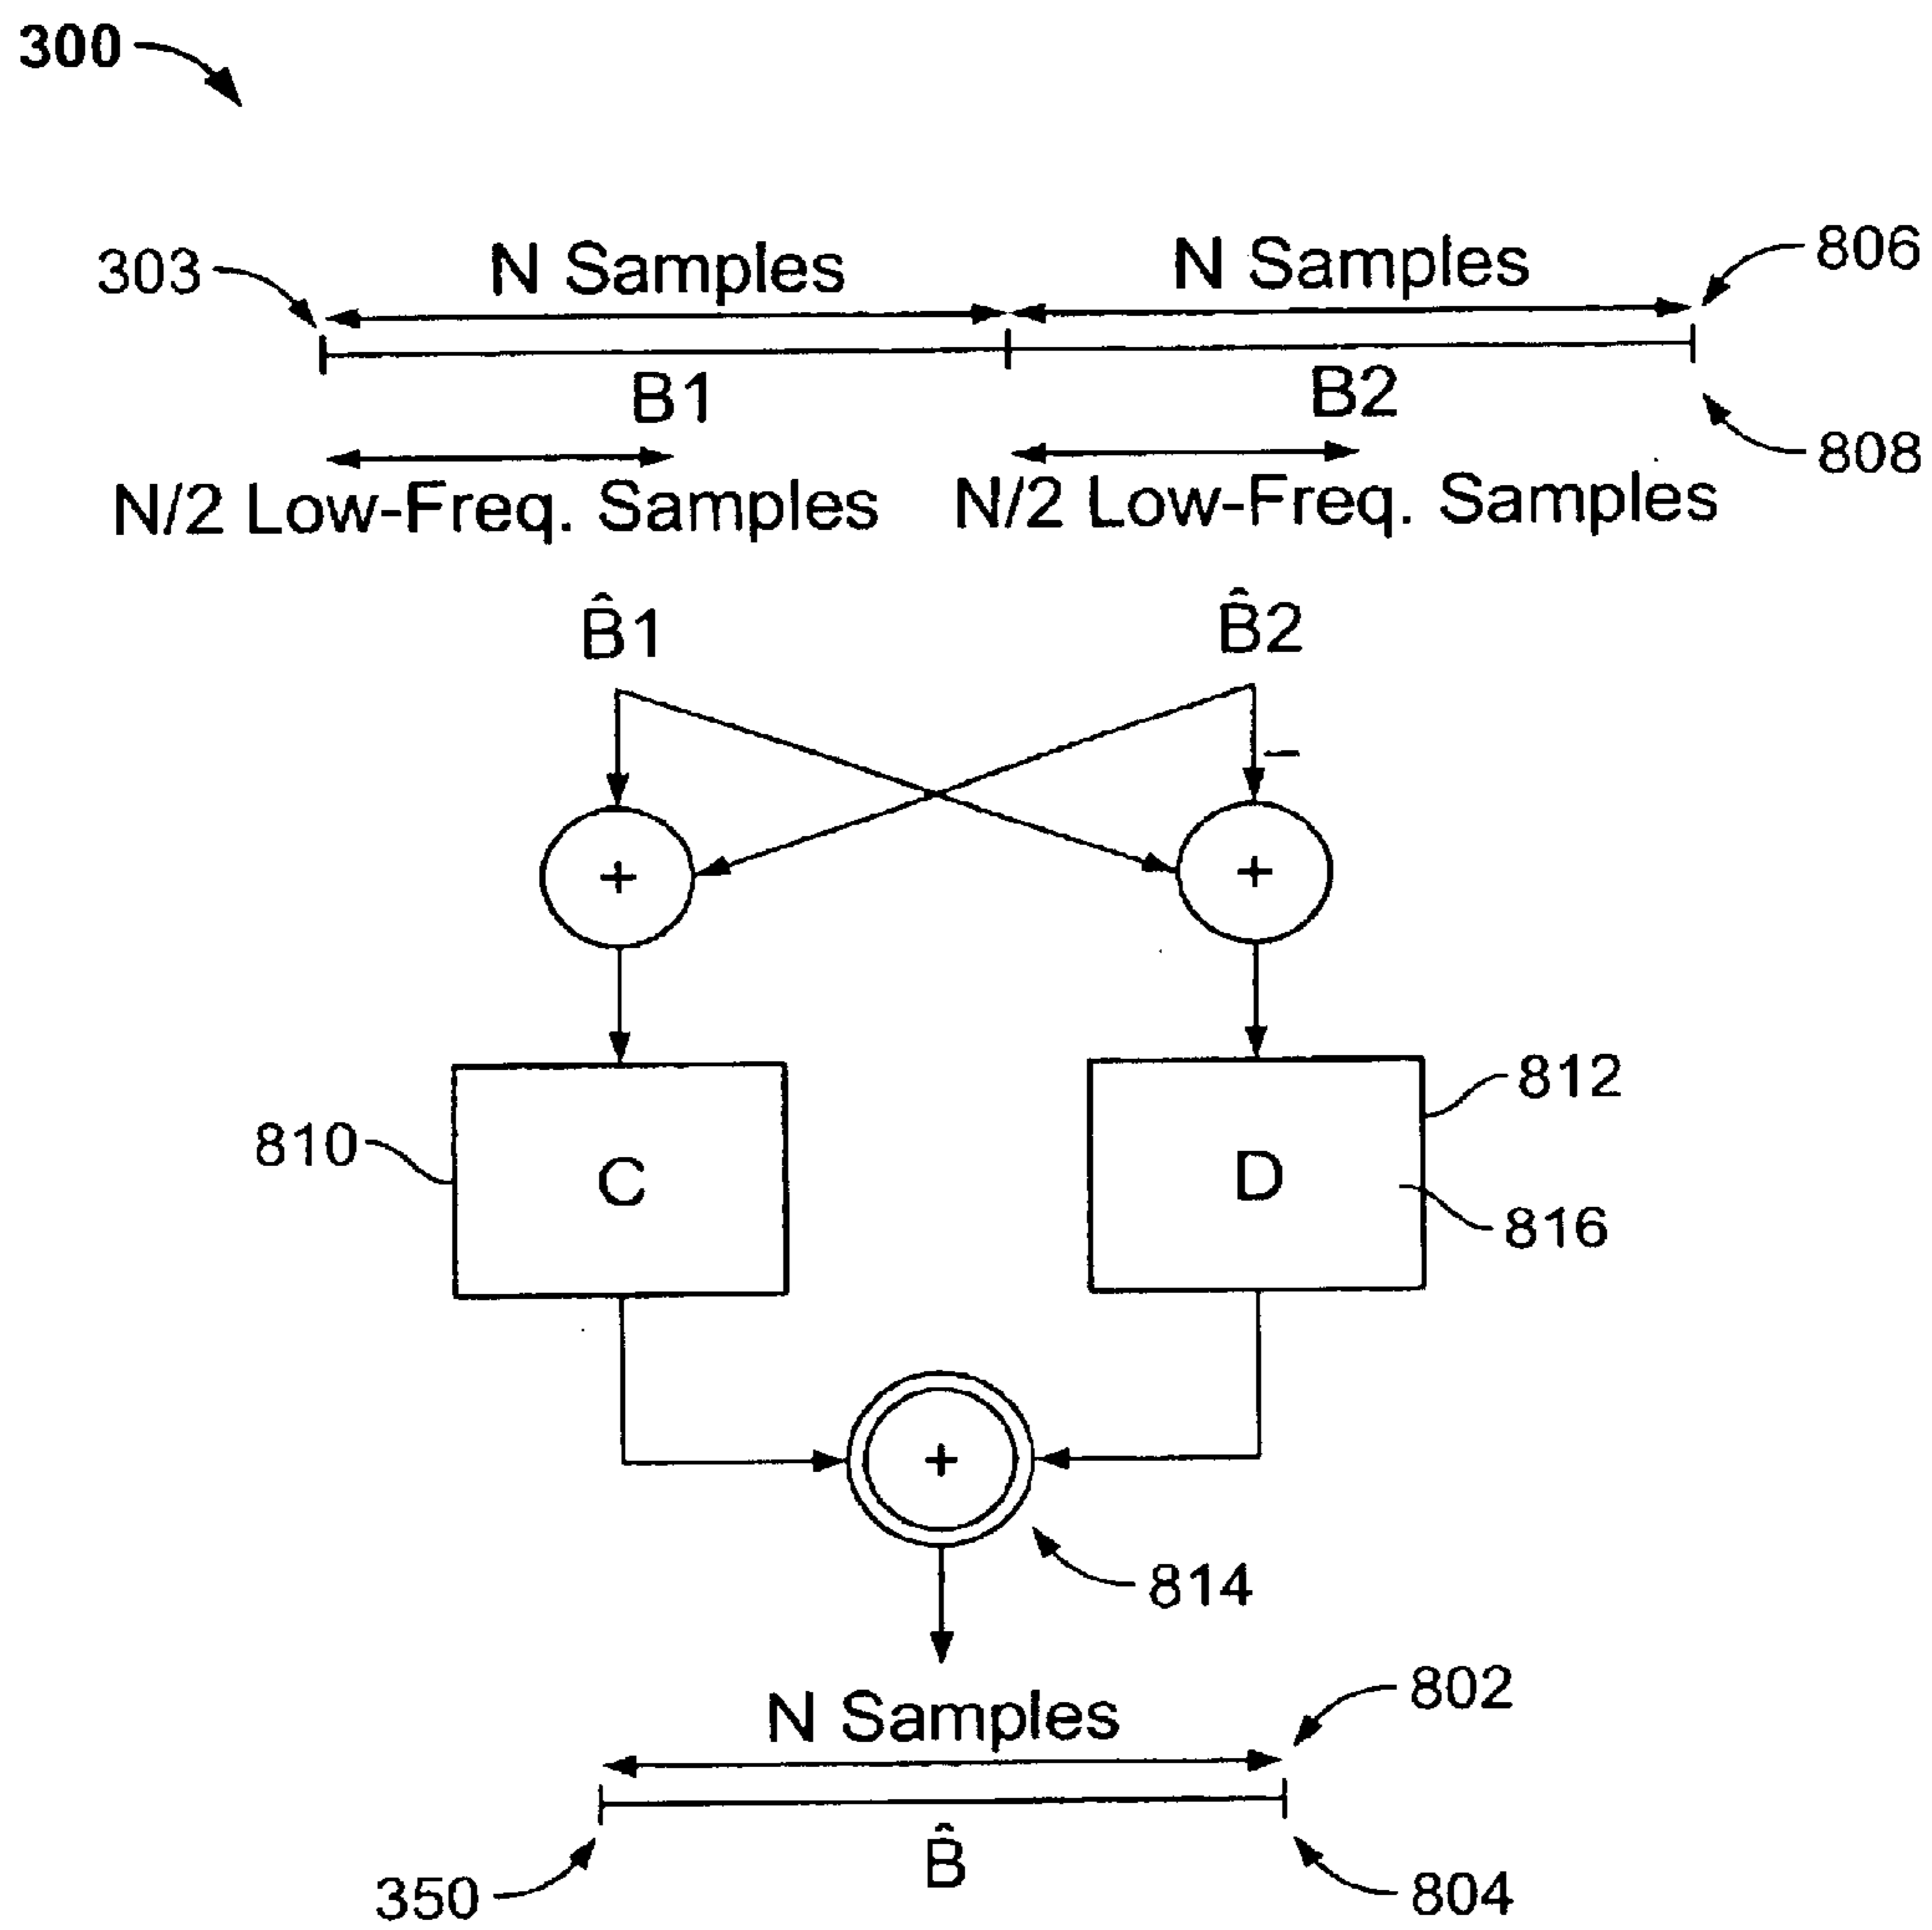 300
303
N Samples
N Samples
806
B1
B2
808
N/2 Low-Freq. Samples
N/2 Low-Freq. Samples
B̂1
B̂2
–
+
+
810
C
D
812
816
+
814
N Samples
802
350
B̂
804